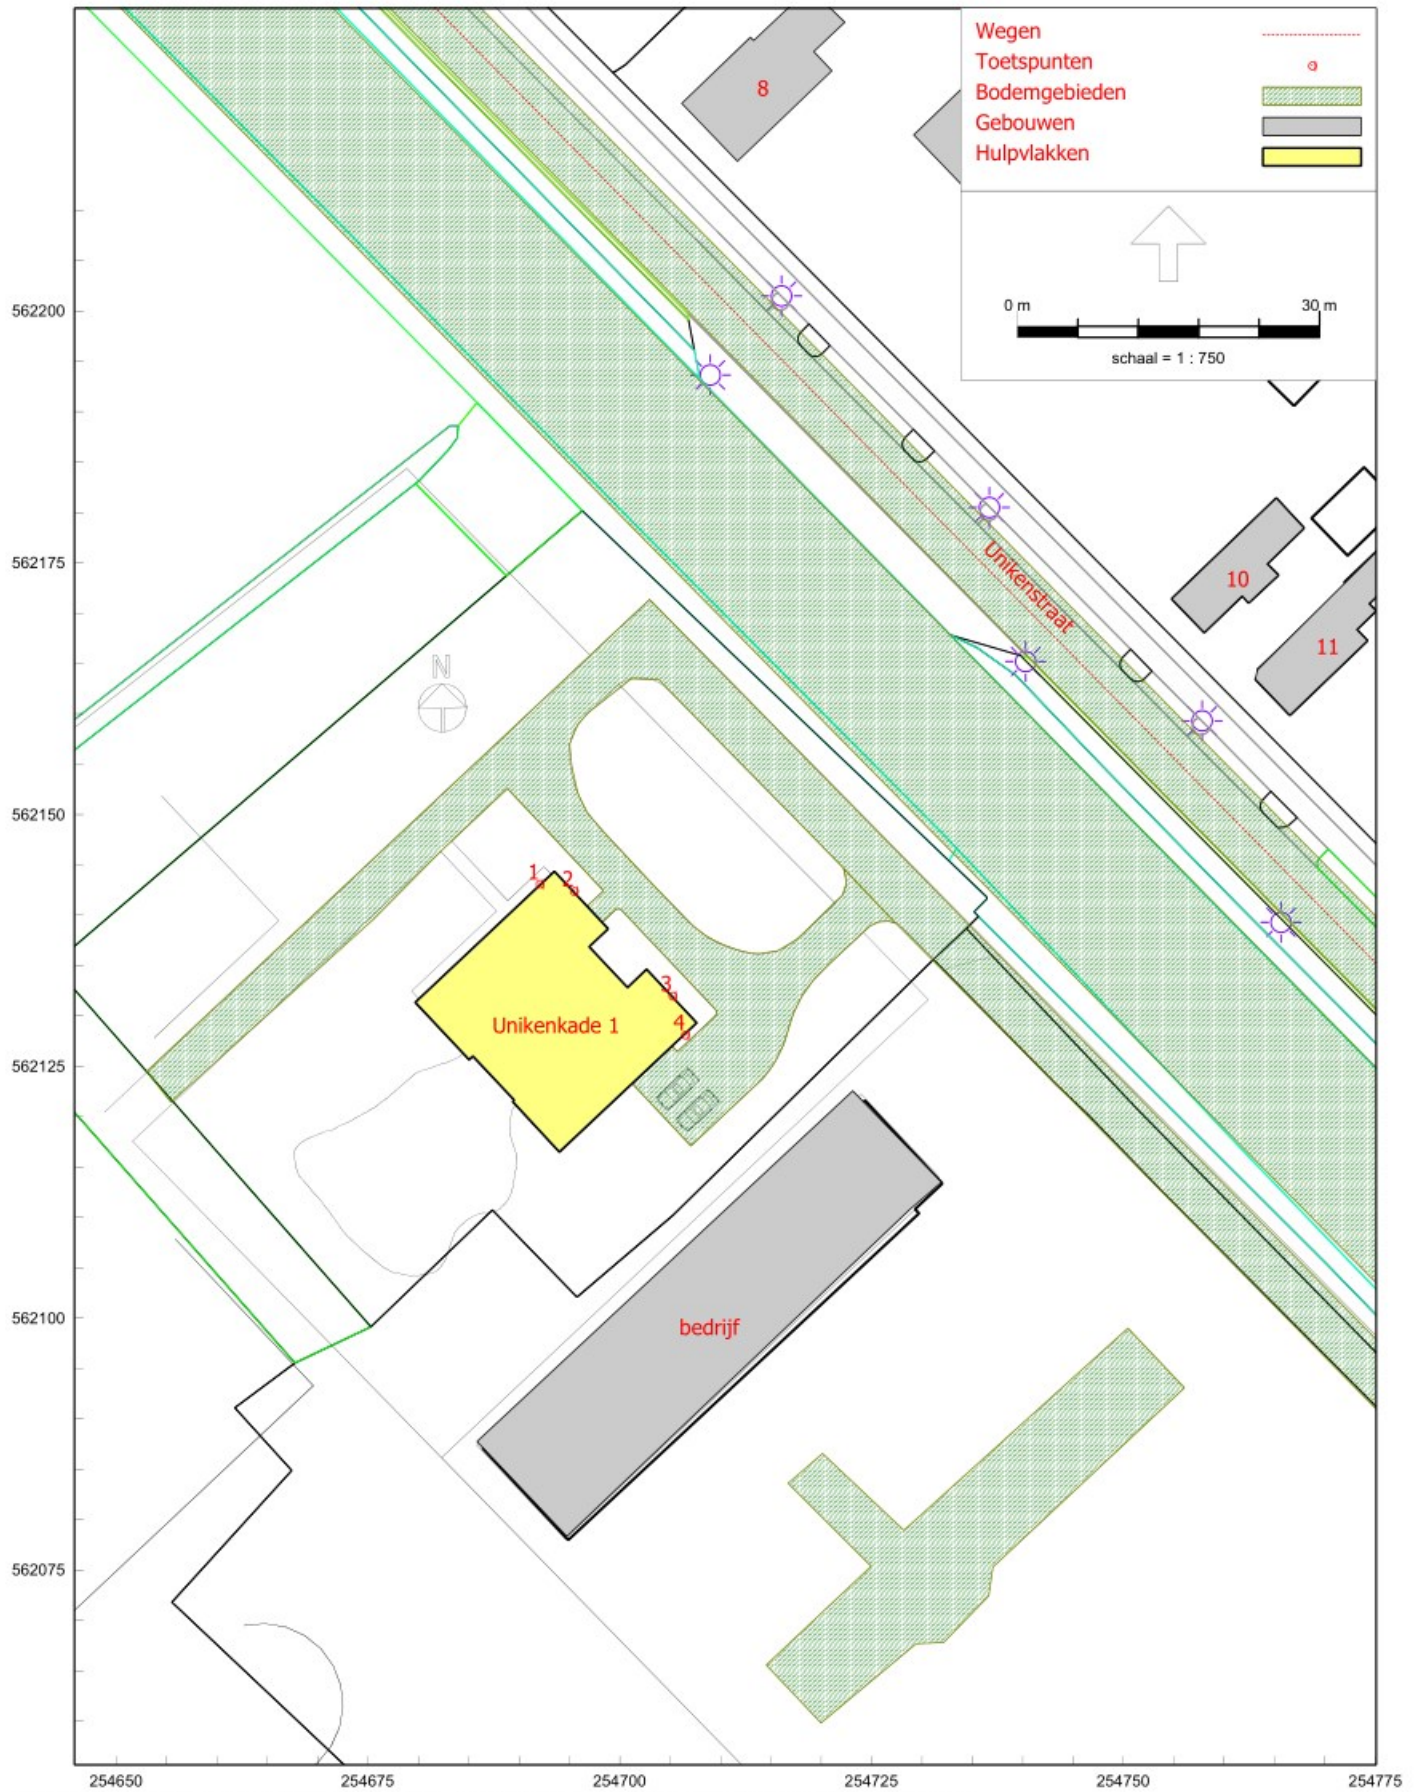 Wegen
Toetspunten
Bodemgebieden
Gebouwen
Hulpvlakken
0 m 30 m
schaal = 1 : 750
8
562200
562175
562150
562125
562100
562075
Unikenstraat
10
11
N
1
2
3
4
Unikenkade 1
bedrijf
254650 254675 254700 254725 254750 254775